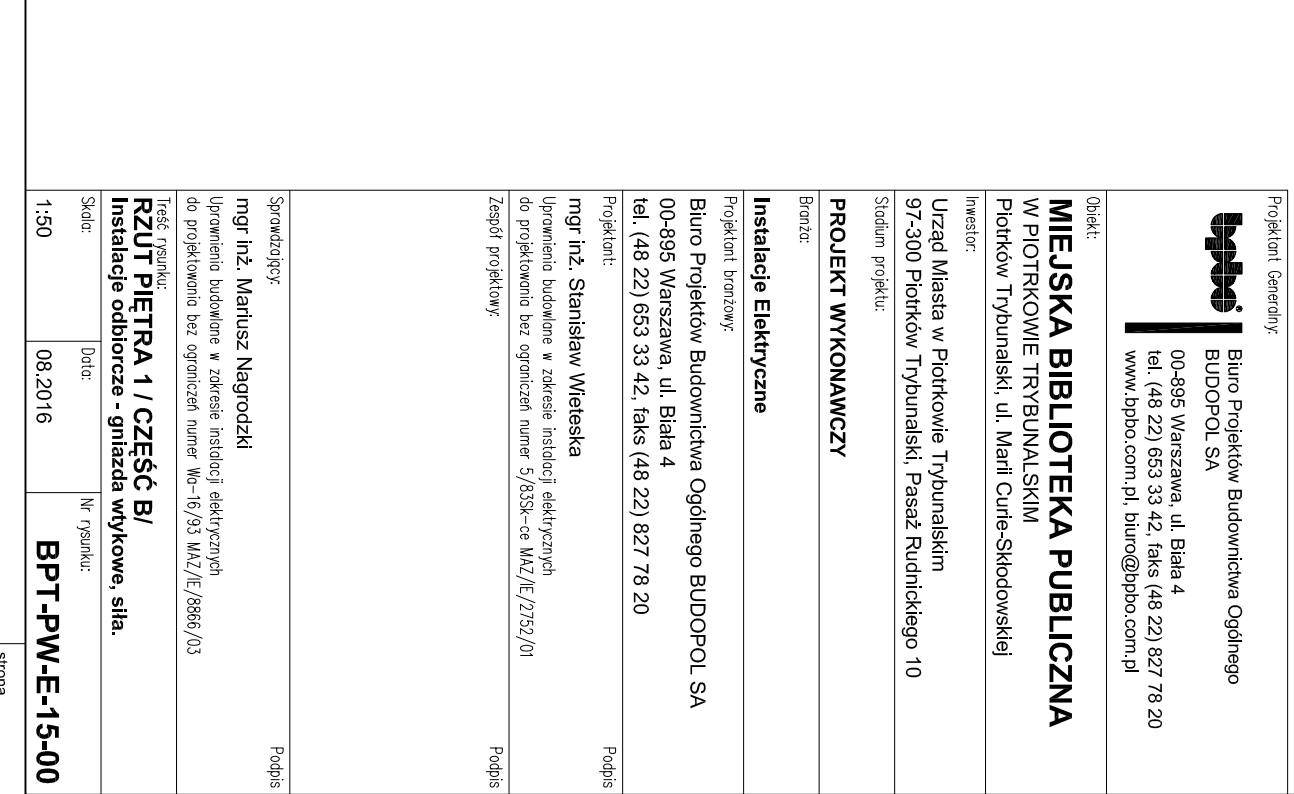 Projektant Generalny:
bpbo®
Biuro Projektów Budownictwa Ogólnego
BUDOPOL SA
00-895 Warszawa, ul. Biała 4
tel. (48 22) 653 33 42, faks (48 22) 827 78 20
www.bpbo.com.pl, biuro@bpbo.com.pl
Obiekt:
MIEJSKA BIBLIOTEKA PUBLICZNA
W PIOTRKOWIE TRYBUNALSKIM
Piotrków Trybunalski, ul. Marii Curie-Skłodowskiej
Inwestor:
Urząd Miasta w Piotrkowie Trybunalskim
97-300 Piotrków Trybunalski, Pasaż Rudnickiego 10
Stadium projektu:
PROJEKT WYKONAWCZY
Branża:
Instalacje Elektryczne
Projektant branżowy:
Biuro Projektów Budownictwa Ogólnego BUDOPOL SA
00-895 Warszawa, ul. Biała 4
tel. (48 22) 653 33 42, faks (48 22) 827 78 20
Projektant: Podpis
mgr inż. Stanisław Wieteska
Uprawnienia budowlane w zakresie instalacji elektrycznych
do projektowania bez ograniczeń numer 5/83Sk-ce MAZ/IE/2752/01
Zespół projektowy: Podpis
Sprawdzający: Podpis
mgr inż. Mariusz Nagrodzki
Uprawnienia budowlane w zakresie instalacji elektrycznych
do projektowania bez ograniczeń numer Wa-16/93 MAZ/IE/8866/03
Treść rysunku:
RZUT PIĘTRA 1 / CZĘŚĆ B/
Instalacje odbiorcze - gniazda wtykowe, siła.
Skala: Data: Nr rysunku:
1:50 08.2016 BPT-PW-E-15-00
strona